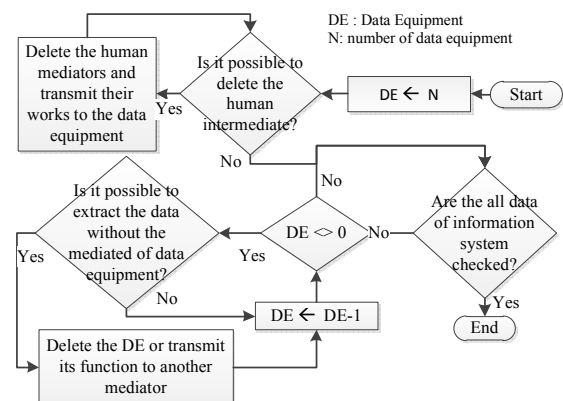 DE : Data Equipment
N: number of data equipment
Delete the human
mediators and
transmit their
works to the data
equipment
Yes
Is it possible to
delete the
human
intermediate?
No
DE ← N
Start
No
Is it possible to
extract the data
without the
mediated of data
equipment?
Yes
No
Yes
DE <> 0
No
Are the all data
of information
system
checked?
Yes
End
DE ← DE-1
Delete the DE or transmit
its function to another
mediator